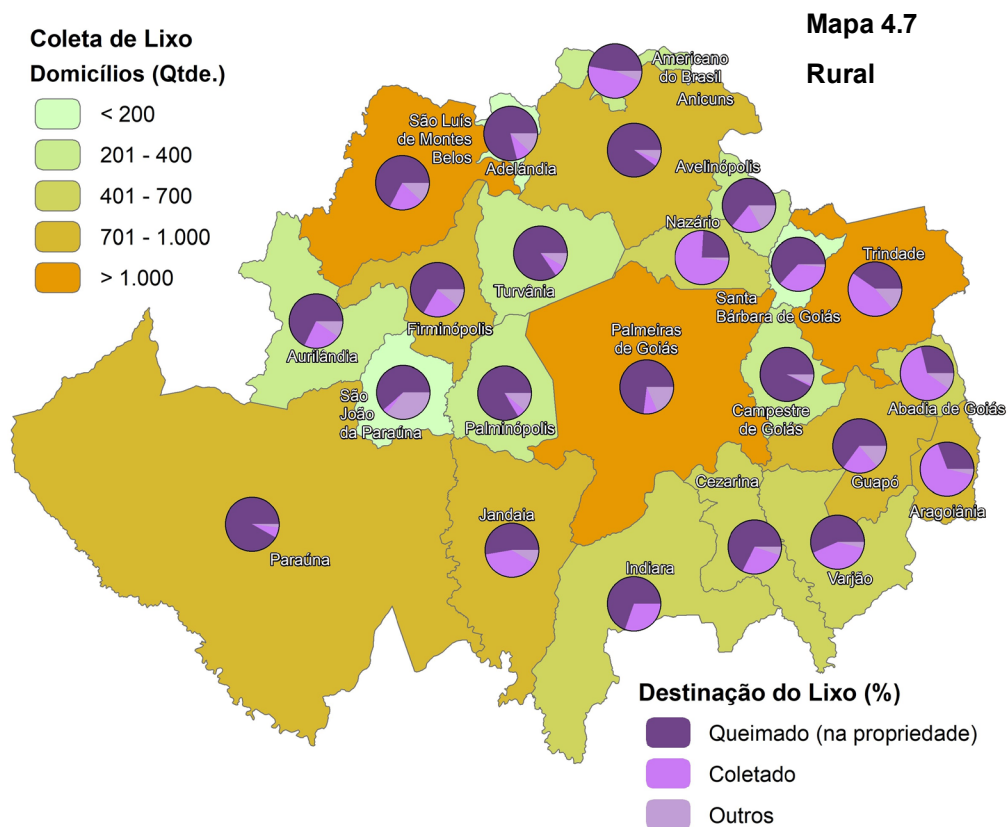 Mapa 4.7
Rural
Coleta de Lixo
Domicílios (Qtde.)
< 200
201 - 400
401 - 700
701 - 1.000
> 1.000
Americano
do Brasil
Anicuns
São Luís
de Montes
Belos
Adelândia
Avelinópolis
Nazário
Trindade
Turvânia
Santa
Bárbara de Goiás
Firminópolis
Palmeiras
de Goiás
Aurilândia
São
João
da Paraúna
Palminópolis
Campestre
de Goiás
Abadia de Goiás
Cezarina
Guapó
Aragoiânia
Jandaia
Paraúna
Indiara
Varjão
Destinação do Lixo (%)
Queimado (na propriedade)
Coletado
Outros